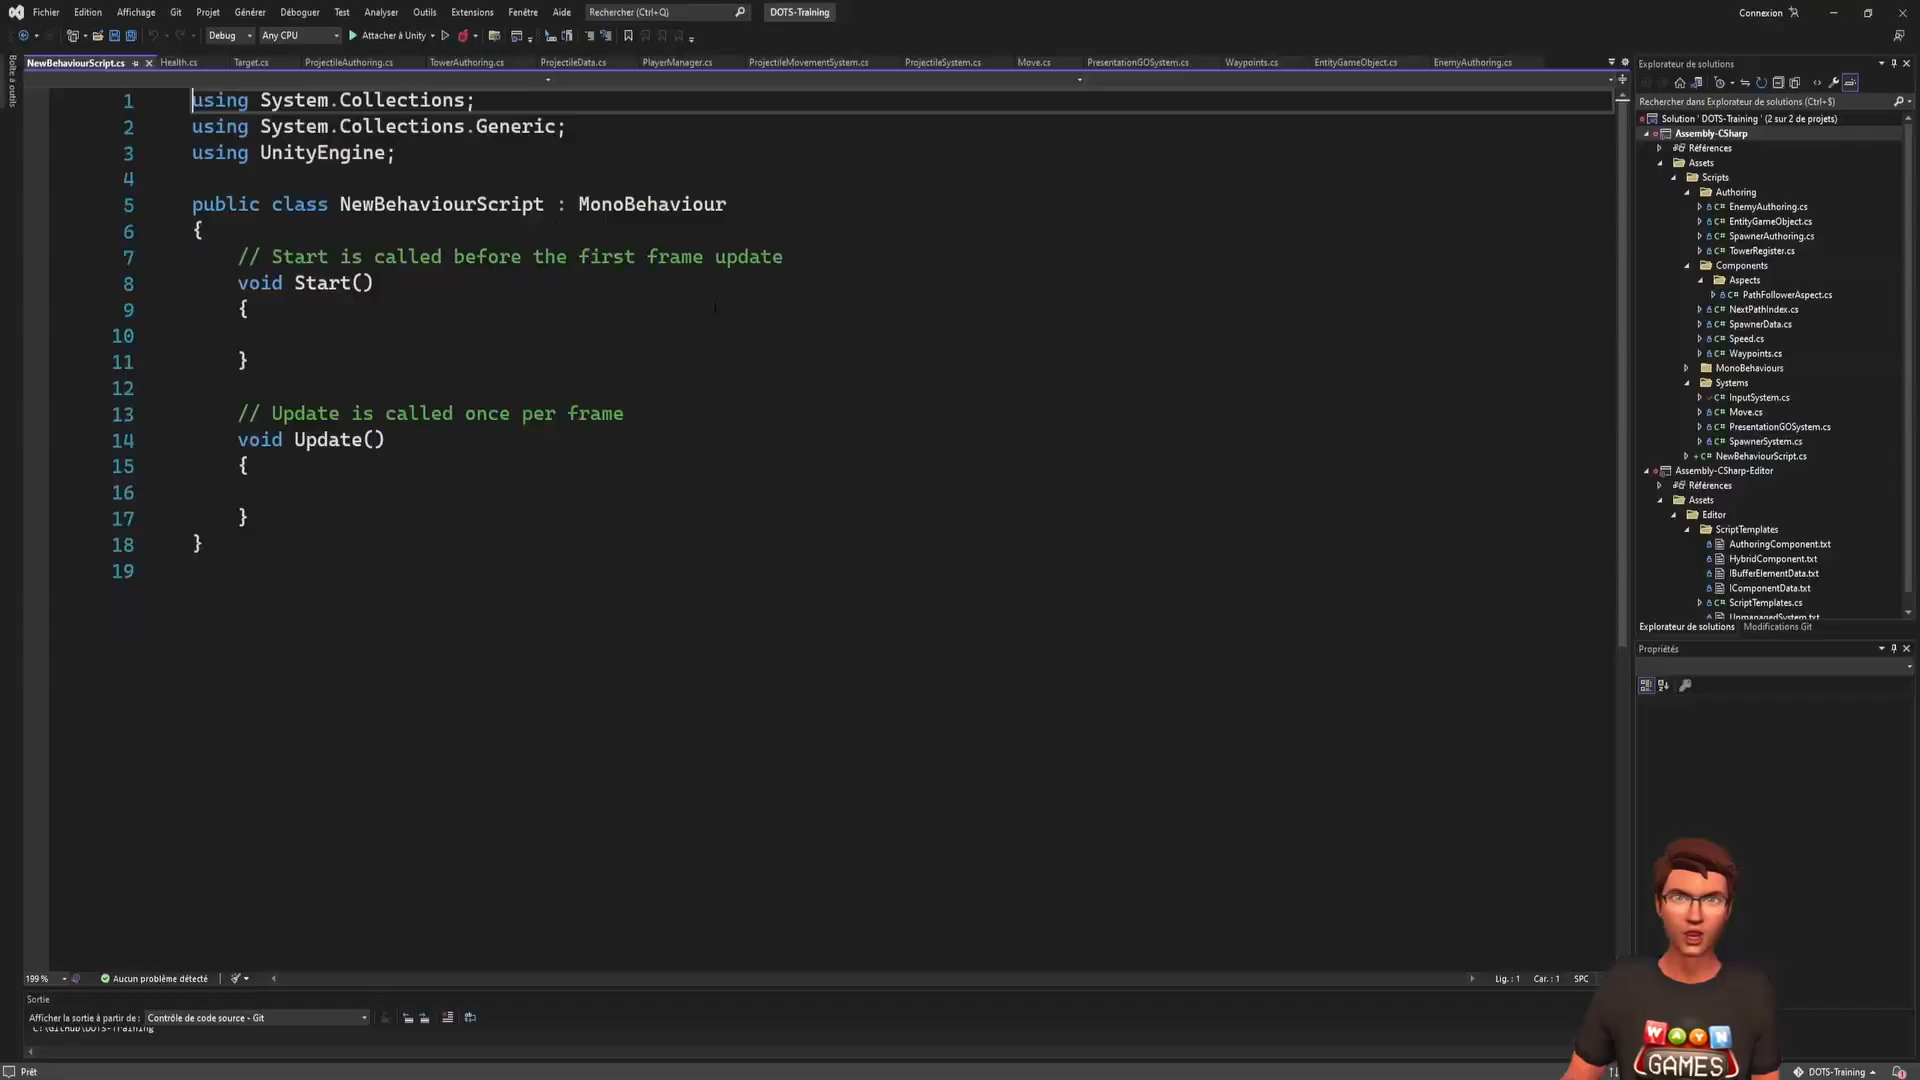 Fichier Edition Affichage Git Projet Générer Déboguer Test Analyser Outils Extensions Fenêtre Aide Rechercher (Ctrl+Q) DOTS-Training Connexion
Debug Any CPU Attacher à Unity
Boîte à outils
NewBehaviourScript.cs Health.cs Target.cs ProjectileAuthoring.cs TowerAuthoring.cs ProjectileData.cs PlayerManager.cs ProjectileMovementSystem.cs ProjectileSystem.cs Move.cs PresentationGOSystem.cs Waypoints.cs EntityGameObject.cs EnemyAuthoring.cs
1 using System.Collections;
2 using System.Collections.Generic;
3 using UnityEngine;
4
5 public class NewBehaviourScript : MonoBehaviour
6 {
7 // Start is called before the first frame update
8 void Start()
9 {
10
11 }
12
13 // Update is called once per frame
14 void Update()
15 {
16
17 }
18 }
19
199 % Aucun problème détecté Lig. : 1 Car. : 1 SPC
Sortie
Afficher la sortie à partir de : Contrôle de code source - Git
C:\GitHub\DOTS-Training
Prêt
Explorateur de solutions
Rechercher dans Explorateur de solutions (Ctrl+$)
Solution ' DOTS-Training ' (2 sur 2 de projets)
Assembly-CSharp
Références
Assets
Scripts
Authoring
C# EnemyAuthoring.cs
C# EntityGameObject.cs
C# SpawnerAuthoring.cs
C# TowerRegister.cs
Components
Aspects
C# PathFollowerAspect.cs
C# NextPathIndex.cs
C# SpawnerData.cs
C# Speed.cs
C# Waypoints.cs
MonoBehaviours
Systems
C# InputSystem.cs
C# Move.cs
C# PresentationGOSystem.cs
C# SpawnerSystem.cs
C# NewBehaviourScript.cs
Assembly-CSharp-Editor
Références
Assets
Editor
ScriptTemplates
AuthoringComponent.txt
HybridComponent.txt
IBufferElementData.txt
IComponentData.txt
C# ScriptTemplates.cs
UnmanagedSystem.txt
Explorateur de solutions Modifications Git
Propriétés
WAYN
GAMES
DOTS-Training